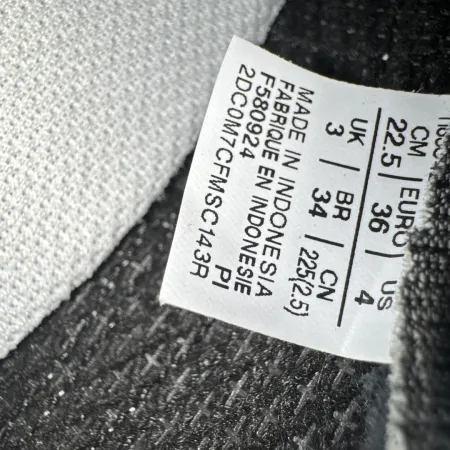 CM | EURO | US
22.5 | 36 | 4
UK | BR | CN
3 | 34 | 225(2.5)
MADE IN INDONESIA
FABRIQUE EN INDONESIE
F580924 PI
2DC0M7CFMSC143R